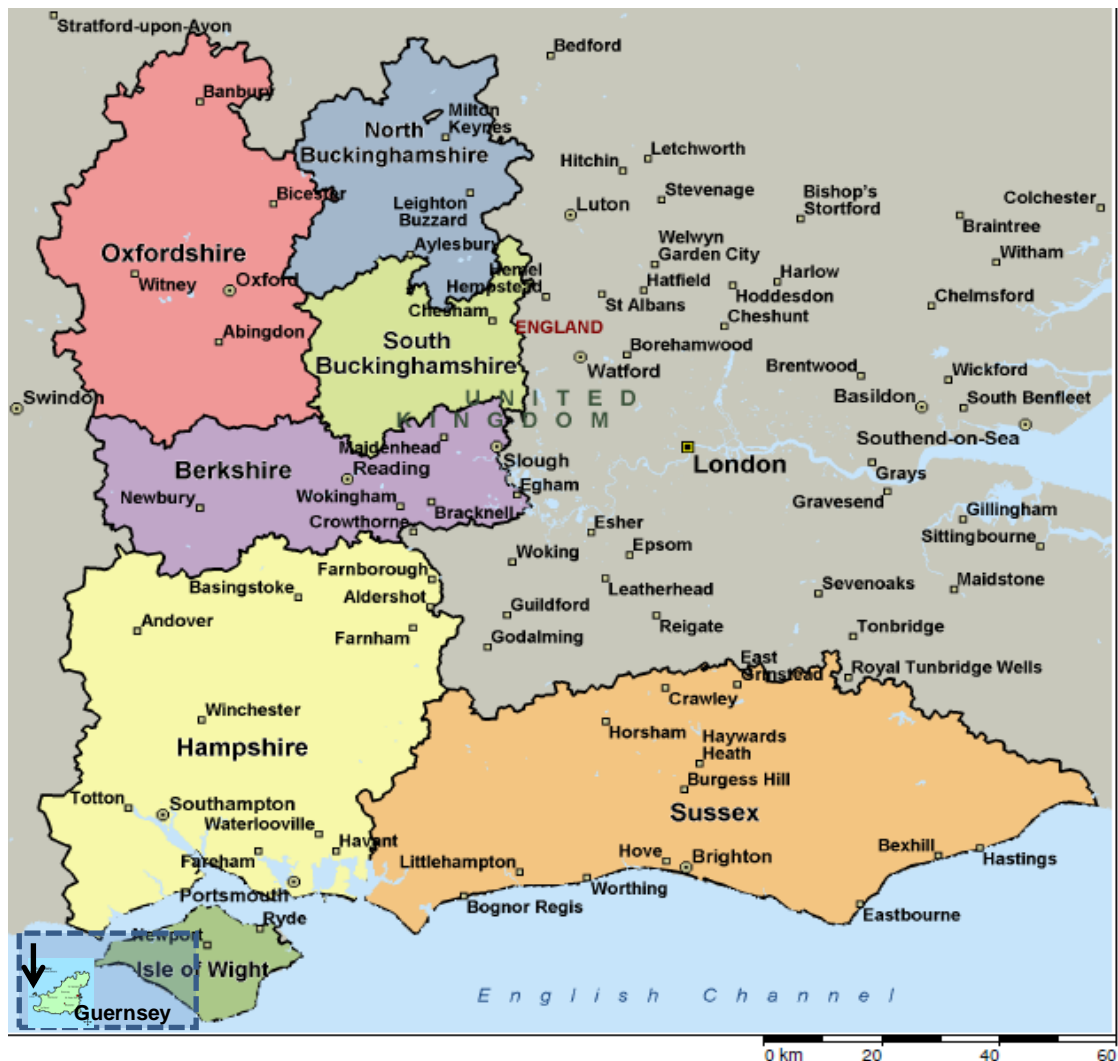 Stratford-upon-Avon
Bedford
Banbury
Milton
Keynes
North
Buckinghamshire
Hitchin
Letchworth
Bicester
Leighton
Buzzard
Stevenage
Bishop's
Stortford
Colchester
Luton
Braintree
Oxfordshire
Aylesbury
Welwyn
Garden City
Witham
Witney
Oxford
Hemel
Hempstead
Hatfield
Harlow
St Albans
Hoddesdon
Chelmsford
Chesham
Cheshunt
ENGLAND
Abingdon
South
Buckinghamshire
Borehamwood
Watford
Brentwood
Wickford
Swindon
UNITED
KINGDOM
Basildon
South Benfleet
Maidenhead
Southend-on-Sea
Berkshire
Reading
Slough
London
Grays
Newbury
Wokingham
Egham
Gravesend
Bracknell
Crowthorne
Esher
Gillingham
Sittingbourne
Woking
Epsom
Farnborough
Basingstoke
Aldershot
Leatherhead
Sevenoaks
Maidstone
Andover
Guildford
Farnham
Godalming
Reigate
Tonbridge
East
Grinstead
Royal Tunbridge Wells
Crawley
Winchester
Horsham
Haywards
Heath
Hampshire
Burgess Hill
Totton
Southampton
Sussex
Waterlooville
Havant
Fareham
Littlehampton
Hove
Brighton
Bexhill
Hastings
Portsmouth
Worthing
Bognor Regis
Eastbourne
Ryde
Newport
Isle of Wight
English Channel
Guernsey
0 km
20
40
60